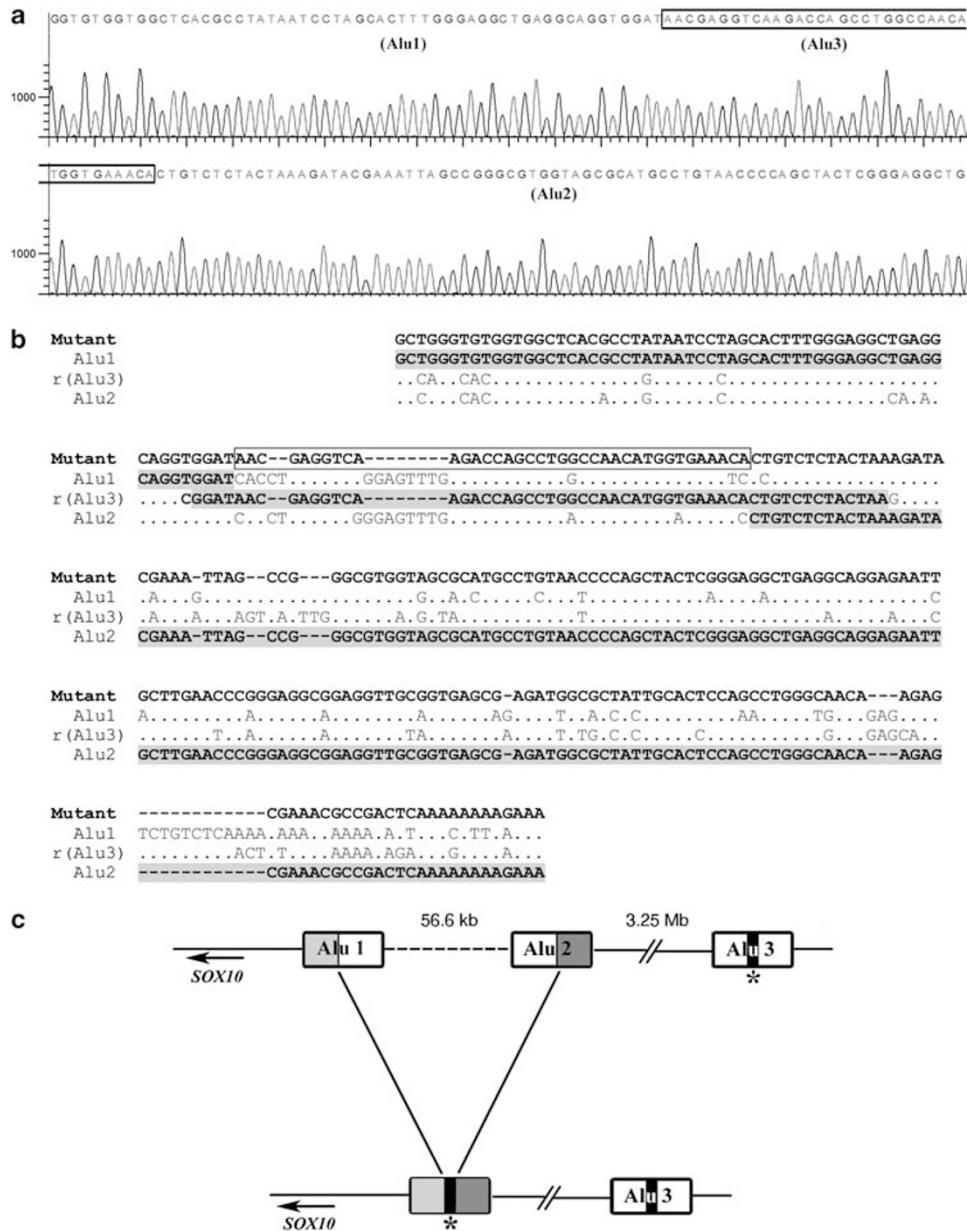 a
GGTGTGGTGGCTCACGCCTATAATCCTAGCACTTTGGGAGGCTGAGGCAGGTGGATAACGAGGTCAAGACCAGCCTGGCCAACA
(Alu1) (Alu3)
1000
TGGTGAAACACTGTCTCTACTAAAGATACGAAATTAGCCGGGCGTGGTAGCGCATGCCTGTAACCCCAGCTACTCGGGAGGCTG
(Alu2)
1000
b
Mutant GCTGGGTGTGGTGGCTCACGCCTATAATCCTAGCACTTTGGGAGGCTGAGG
Alu1 GCTGGGTGTGGTGGCTCACGCCTATAATCCTAGCACTTTGGGAGGCTGAGG
r(Alu3) ..CA..CAC..............G......C....................
Alu2 ..C...CAC..........A...G......C...............CA.A.
Mutant CAGGTGGATAAC--GAGGTCA--------AGACCAGCCTGGCCAACATGGTGAAACACTGTCTCTACTAAAGATA
Alu1 CAGGTGGATCACCT.......GGAGTTTG...........G..............TC.C................
r(Alu3) ....CGGATAAC--GAGGTCA--------AGACCAGCCTGGCCAACATGGTGAAACACTGTCTCTACTAAG....
Alu2 .........C..CT......GGGAGTTTG...........A.........A.....CCTGTCTCTACTAAAGATA
Mutant CGAAA-TTAG--CCG---GGCGTGGTAGCGCATGCCTGTAACCCCAGCTACTCGGGAGGCTGAGGCAGGAGAATT
Alu1 .A...G....................G.A.C.....C...T...........A....A...............C
r(Alu3) .A...A...AGT.A.TTG.....A.G.TA...........T......................A.....A...C
Alu2 CGAAA-TTAG--CCG---GGCGTGGTAGCGCATGCCTGTAACCCCAGCTACTCGGGAGGCTGAGGCAGGAGAATT
Mutant GCTTGAACCCGGGAGGCGGAGGTTGCGGTGAGCG-AGATGGCGCTATTGCACTCCAGCCTGGGCAACA---AGAG
Alu1 A.........A......A........A......AG....T..A.C.C.........AA.....TG...GAG....
r(Alu3) .......T..A......A.......TA......A.....T.TG.C.C.....C...........G...GAGCA..
Alu2 GCTTGAACCCGGGAGGCGGAGGTTGCGGTGAGCG-AGATGGCGCTATTGCACTCCAGCCTGGGCAACA---AGAG
Mutant ------------CGAAACGCCGACTCAAAAAAAAGAAA
Alu1 TCTGTCTCAAAA.AAA..AAAA.A.T...C.TT.A...
r(Alu3) .........ACT.T....AAAA.AGA...G....A...
Alu2 ------------CGAAACGCCGACTCAAAAAAAAGAAA
c
56.6 kb 3.25 Mb
Alu 1 Alu 2 Alu 3
SOX10 *
Alu 3
SOX10 *